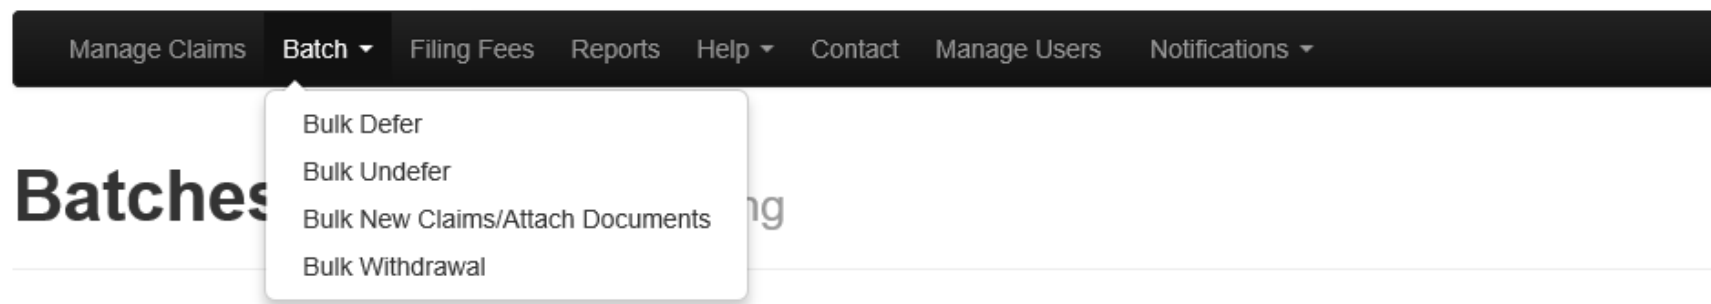 Manage Claims Batch Filing Fees Reports Help Contact Manage Users Notifications
Bulk Defer
Bulk Undefer
Batches
Bulk New Claims/Attach Documents
Bulk Withdrawal